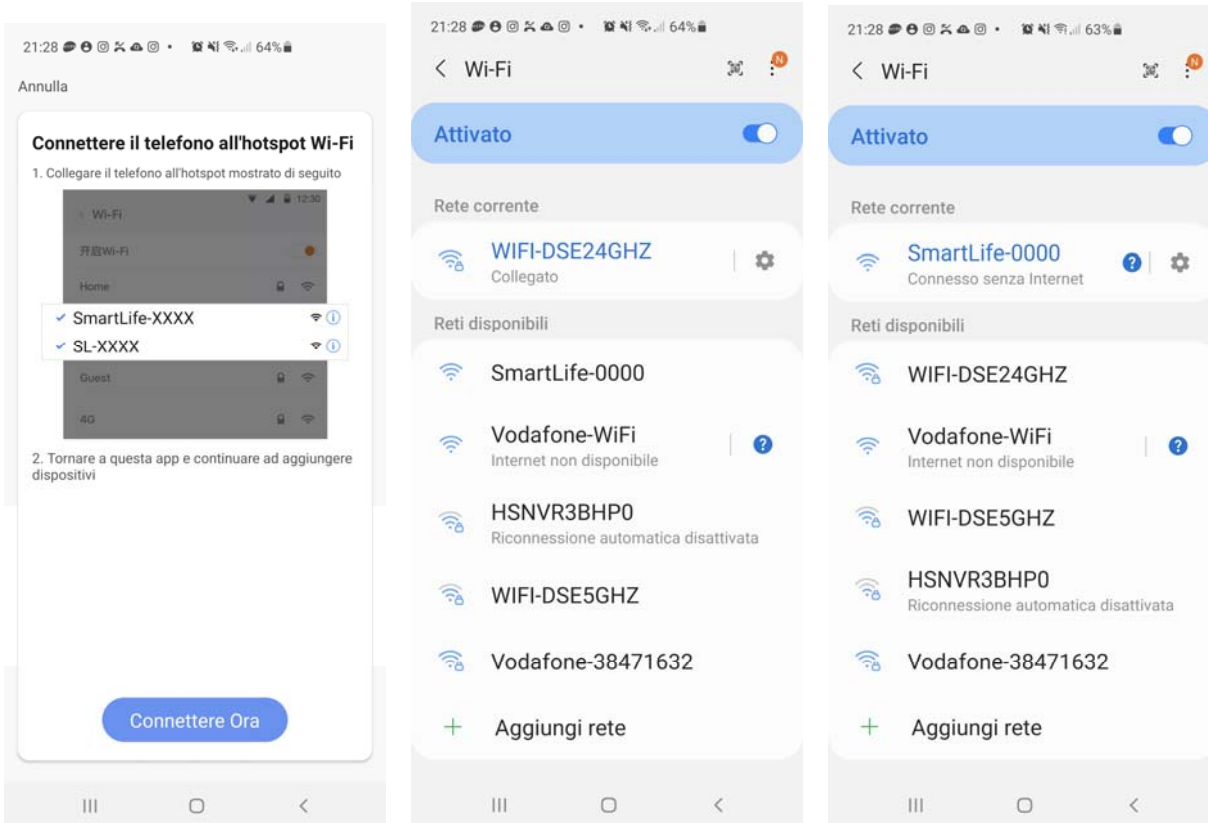 21:28 64%
Annulla
Connettere il telefono all'hotspot Wi-Fi
1. Collegare il telefono all'hotspot mostrato di seguito
12:30
Wi-Fi
开启Wi-Fi
Home
SmartLife-XXXX
SL-XXXX
Guest
4G
2. Tornare a questa app e continuare ad aggiungere
dispositivi
Connettere Ora
21:28 64%
Wi-Fi
N
Attivato
Rete corrente
WIFI-DSE24GHZ
Collegato
Reti disponibili
SmartLife-0000
Vodafone-WiFi
Internet non disponibile
HSNVR3BHP0
Riconnessione automatica disattivata
WIFI-DSE5GHZ
Vodafone-38471632
Aggiungi rete
21:28 63%
Wi-Fi
N
Attivato
Rete corrente
SmartLife-0000
Connesso senza Internet
Reti disponibili
WIFI-DSE24GHZ
Vodafone-WiFi
Internet non disponibile
WIFI-DSE5GHZ
HSNVR3BHP0
Riconnessione automatica disattivata
Vodafone-38471632
Aggiungi rete